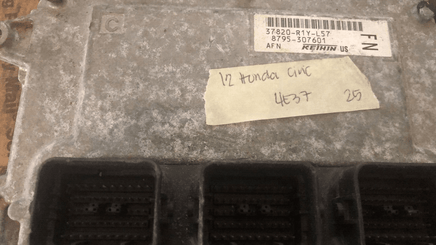 C
37820-R1Y-L57
8795-307601
AFN KEIHIN US
FN
12 Honda Civic
4E37 25